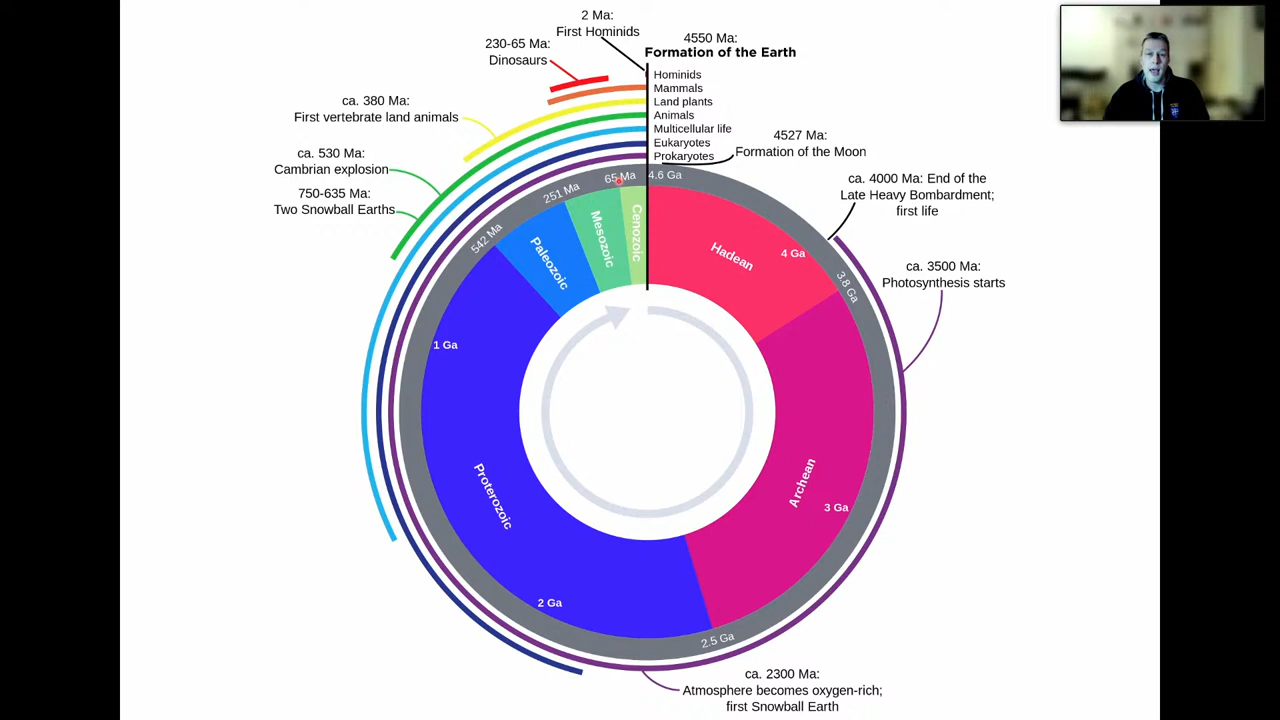 2 Ma:
First Hominids
230-65 Ma:
Dinosaurs
4550 Ma:
Formation of the Earth
Hominids
Mammals
Land plants
Animals
Multicellular life
Eukaryotes
Prokaryotes
ca. 380 Ma:
First vertebrate land animals
4527 Ma:
Formation of the Moon
ca. 530 Ma:
Cambrian explosion
750-635 Ma:
Two Snowball Earths
ca. 4000 Ma: End of the
Late Heavy Bombardment;
first life
ca. 3500 Ma:
Photosynthesis starts
542 Ma
251 Ma
65 Ma
4.6 Ga
Paleozoic
Mesozoic
Cenozoic
Hadean
4 Ga
3.8 Ga
1 Ga
Proterozoic
Archean
3 Ga
2 Ga
2.5 Ga
ca. 2300 Ma:
Atmosphere becomes oxygen-rich;
first Snowball Earth